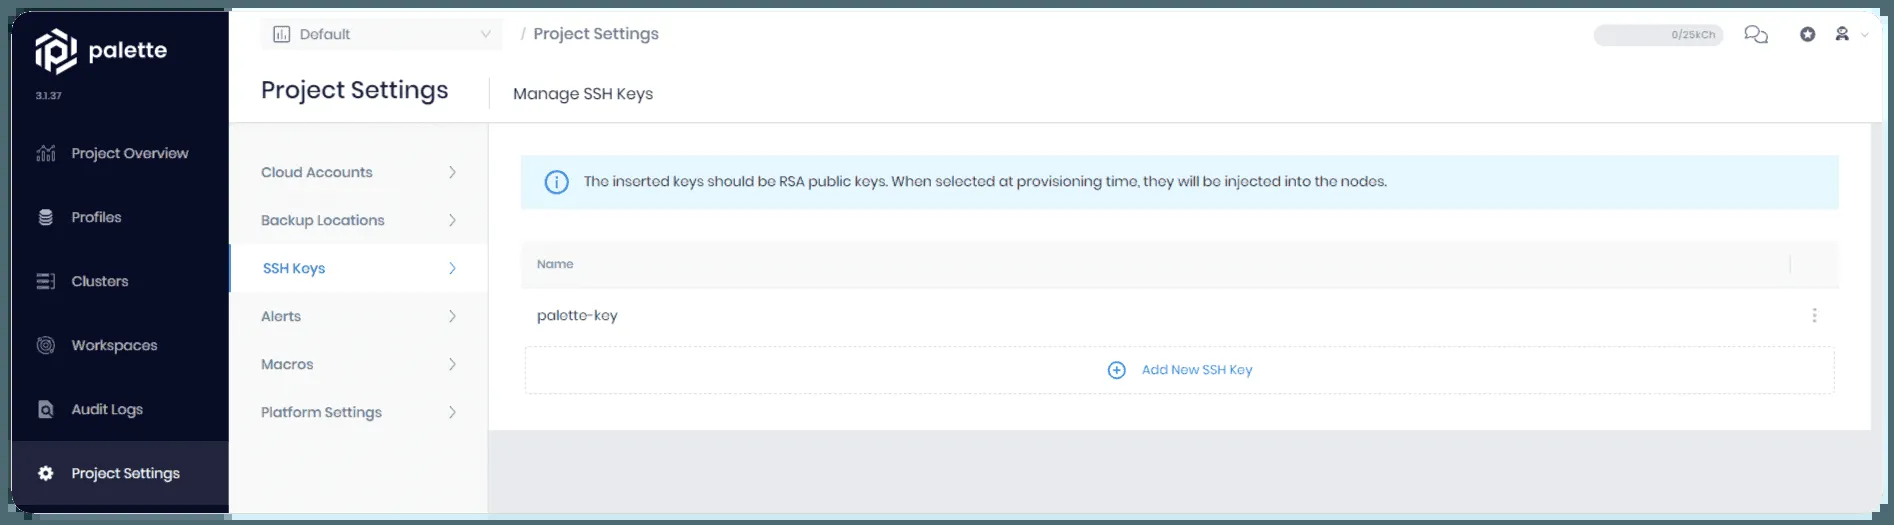 palette
3.1.37
Project Overview
Profiles
Clusters
Workspaces
Audit Logs
Project Settings
Default
/ Project Settings
0/25kCh
Project Settings
Manage SSH Keys
Cloud Accounts
Backup Locations
SSH Keys
Alerts
Macros
Platform Settings
The inserted keys should be RSA public keys. When selected at provisioning time, they will be injected into the nodes.
Name
palette-key
Add New SSH Key